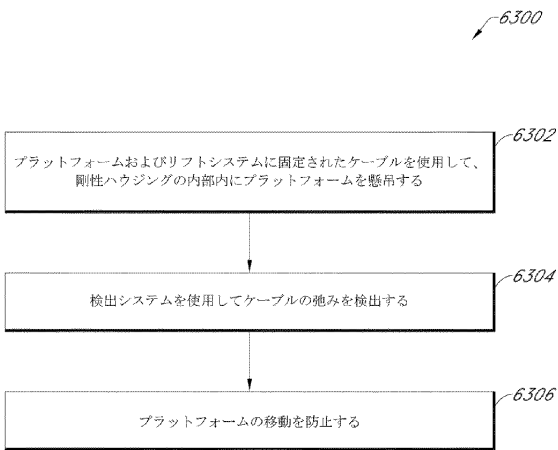 6300
6302
プラットフォームおよびリフトシステムに固定されたケーブルを使用して、
剛性ハウジングの内部内にプラットフォームを懸吊する
6304
検出システムを使用してケーブルの弛みを検出する
6306
プラットフォームの移動を防止する